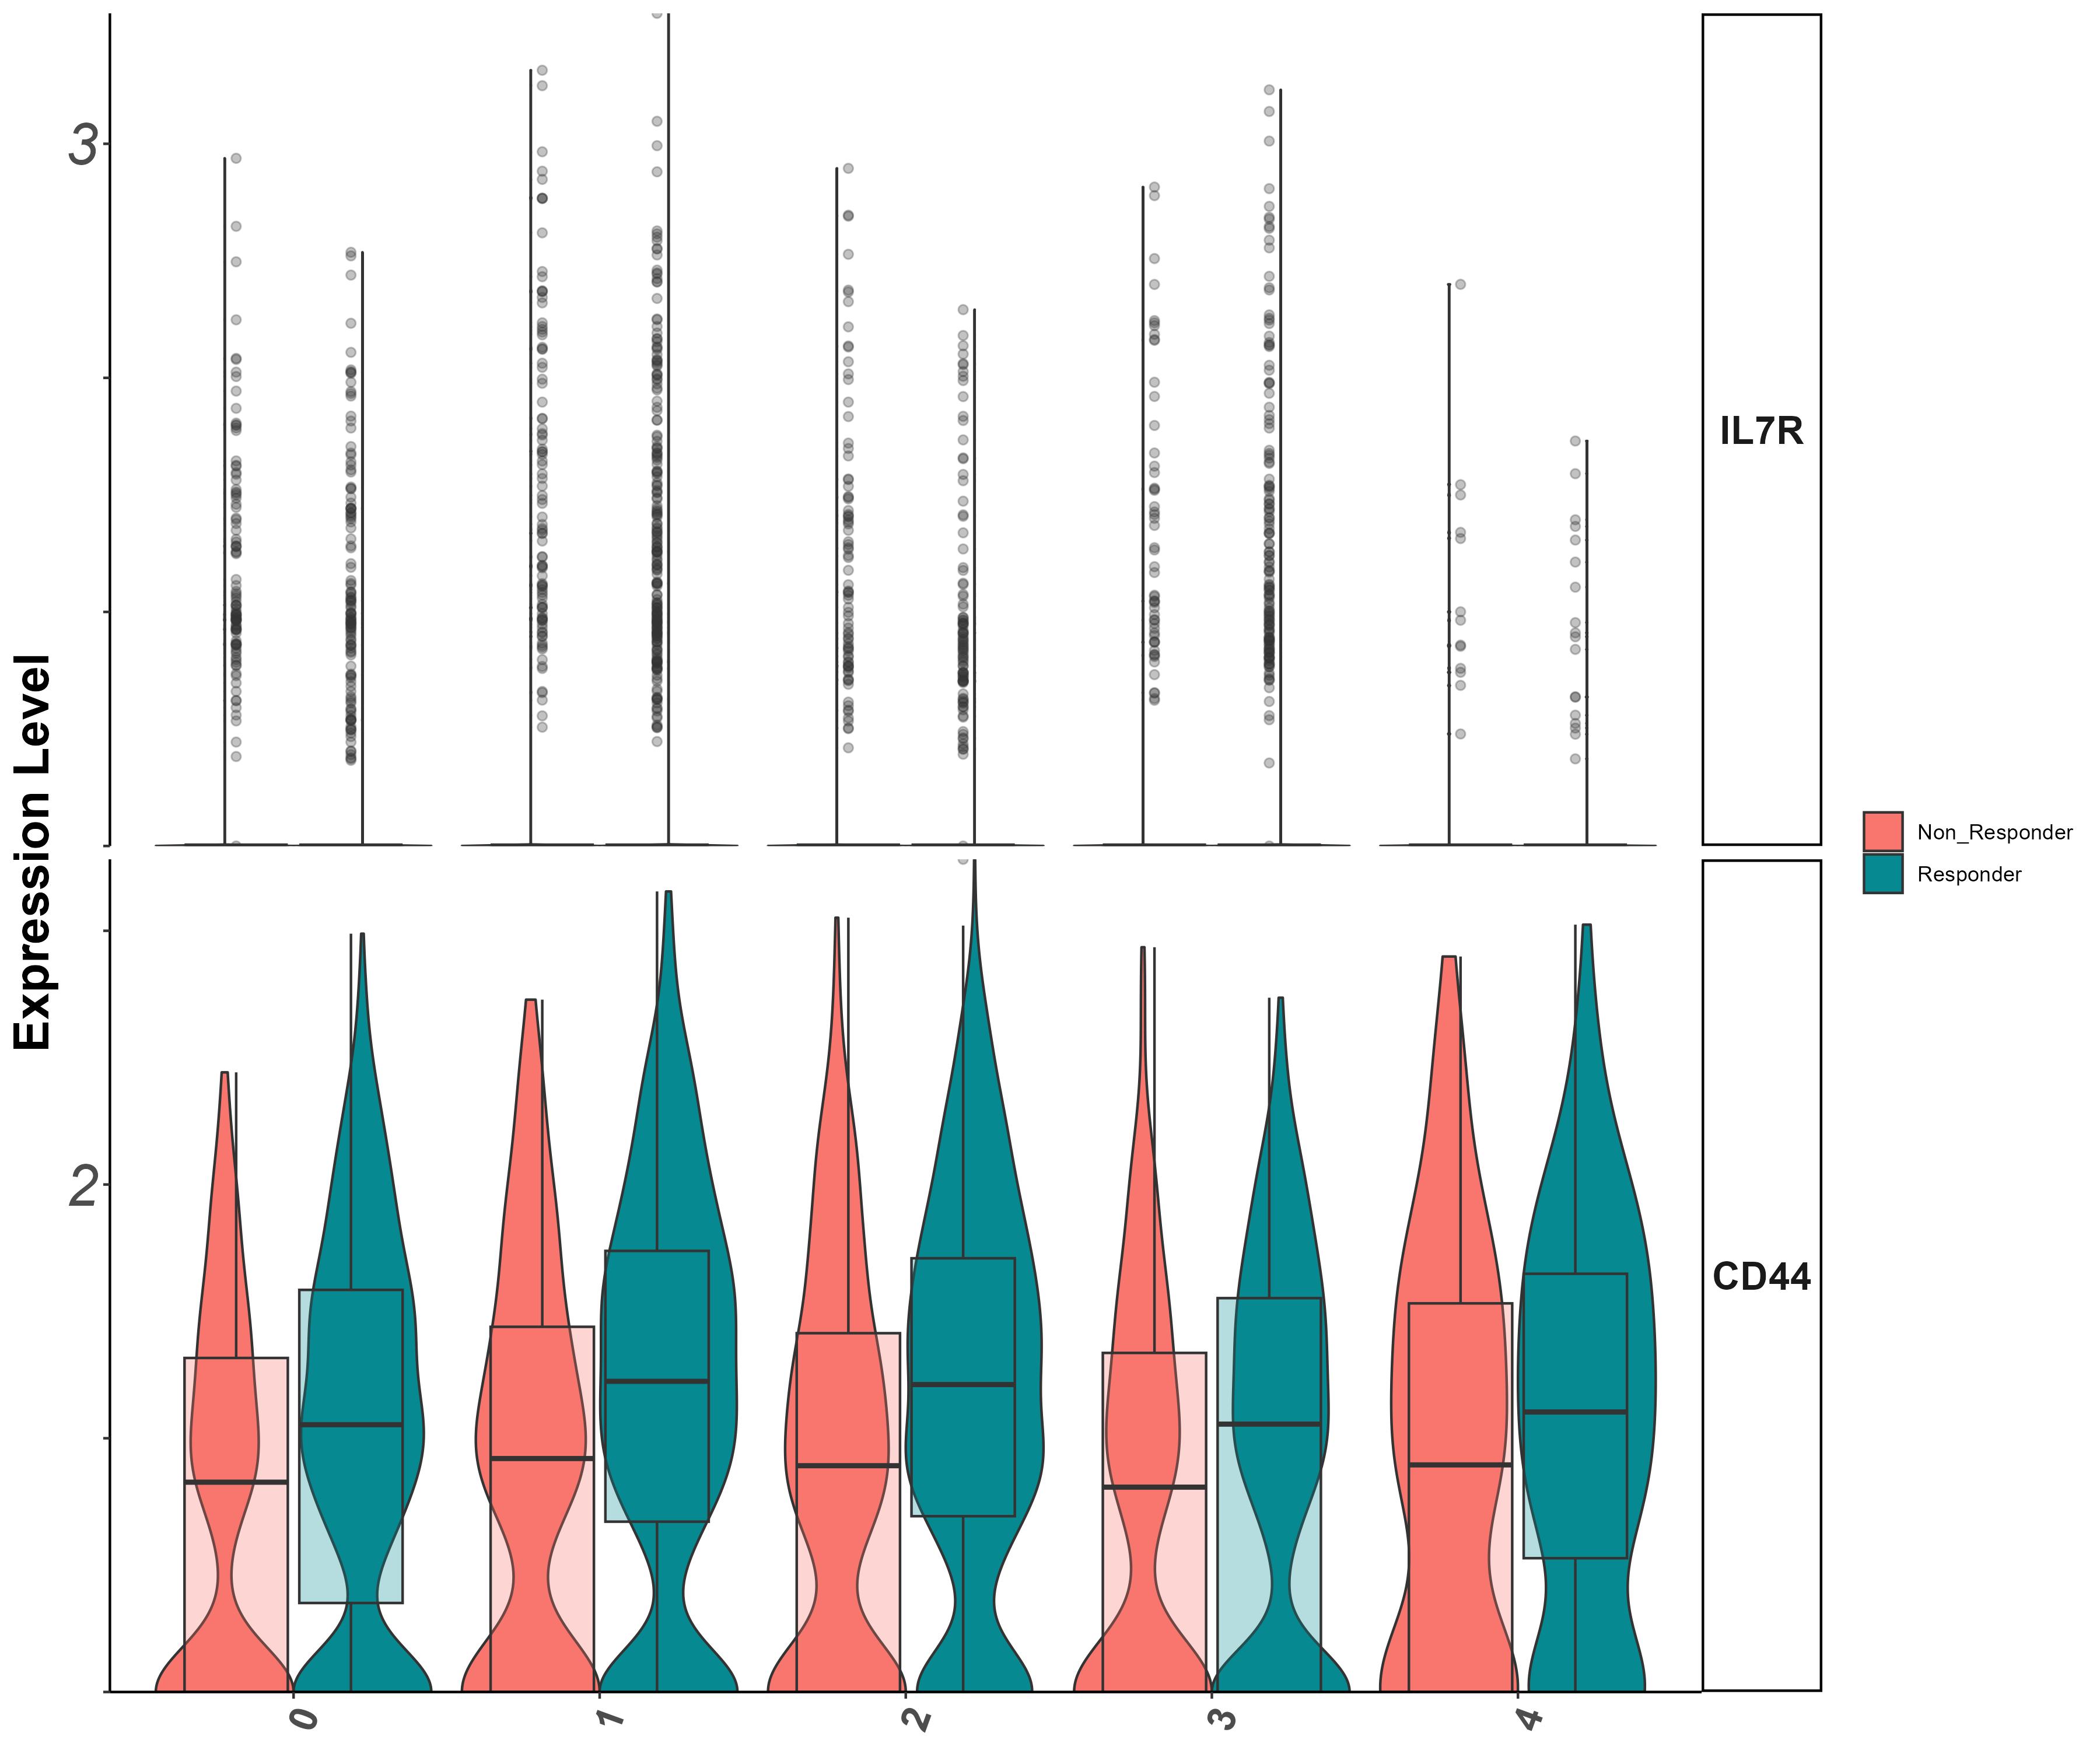 Expression Level
3
IL7R
Non_Responder
Responder
2
CD44
0
1
2
3
4